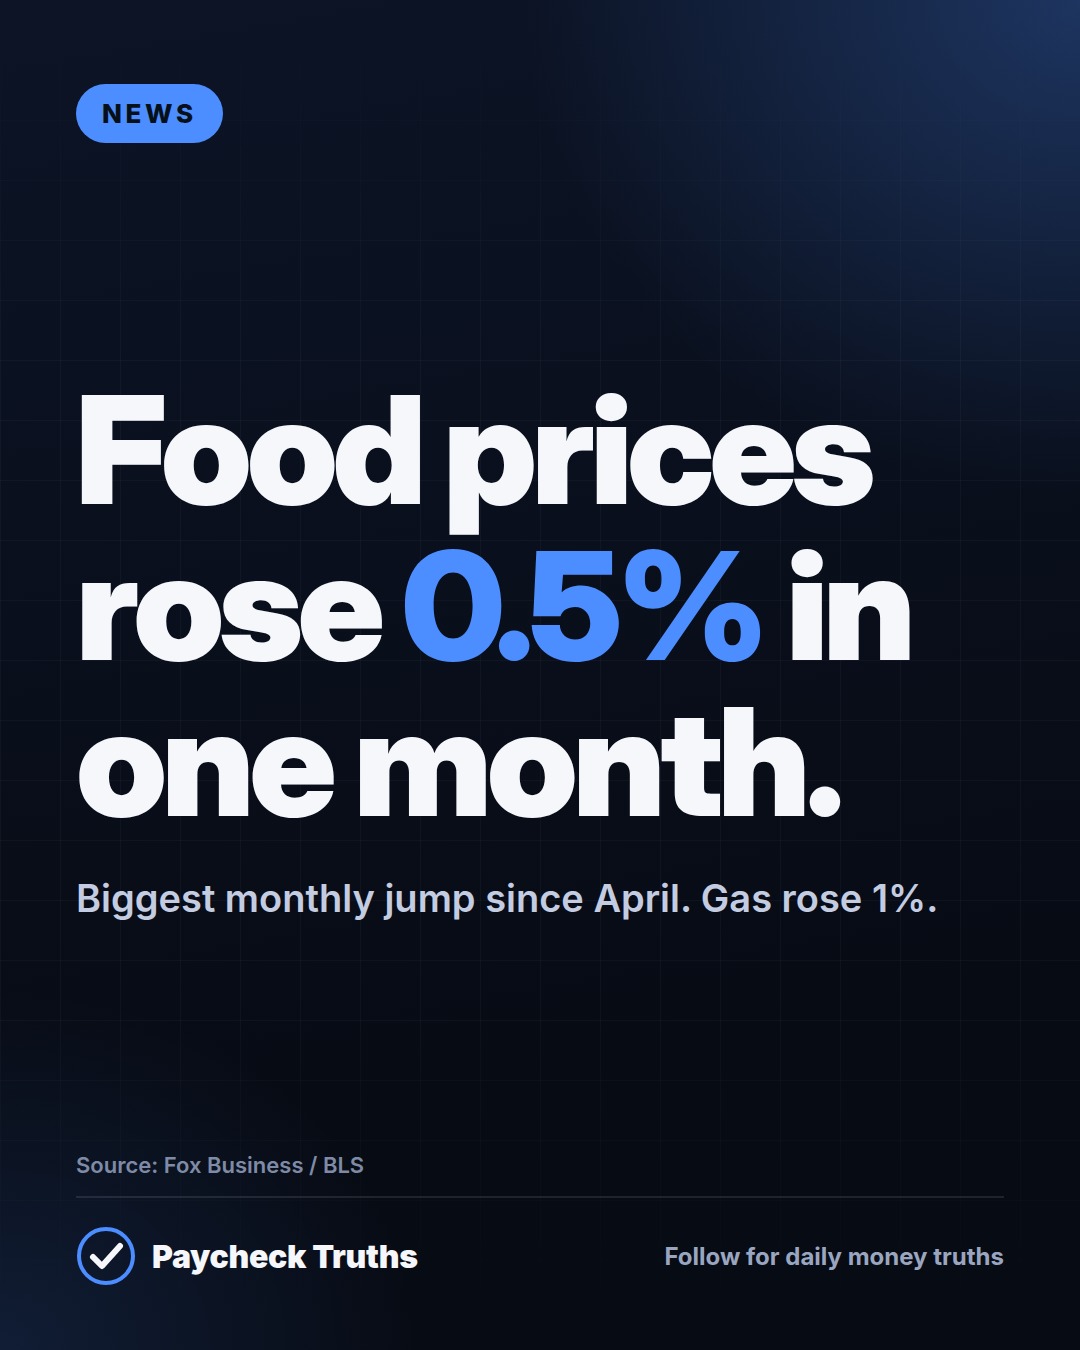 NEWS
Food prices
rose 0.5% in
one month.
Biggest monthly jump since April. Gas rose 1%.
Source: Fox Business / BLS
Paycheck Truths
Follow for daily money truths